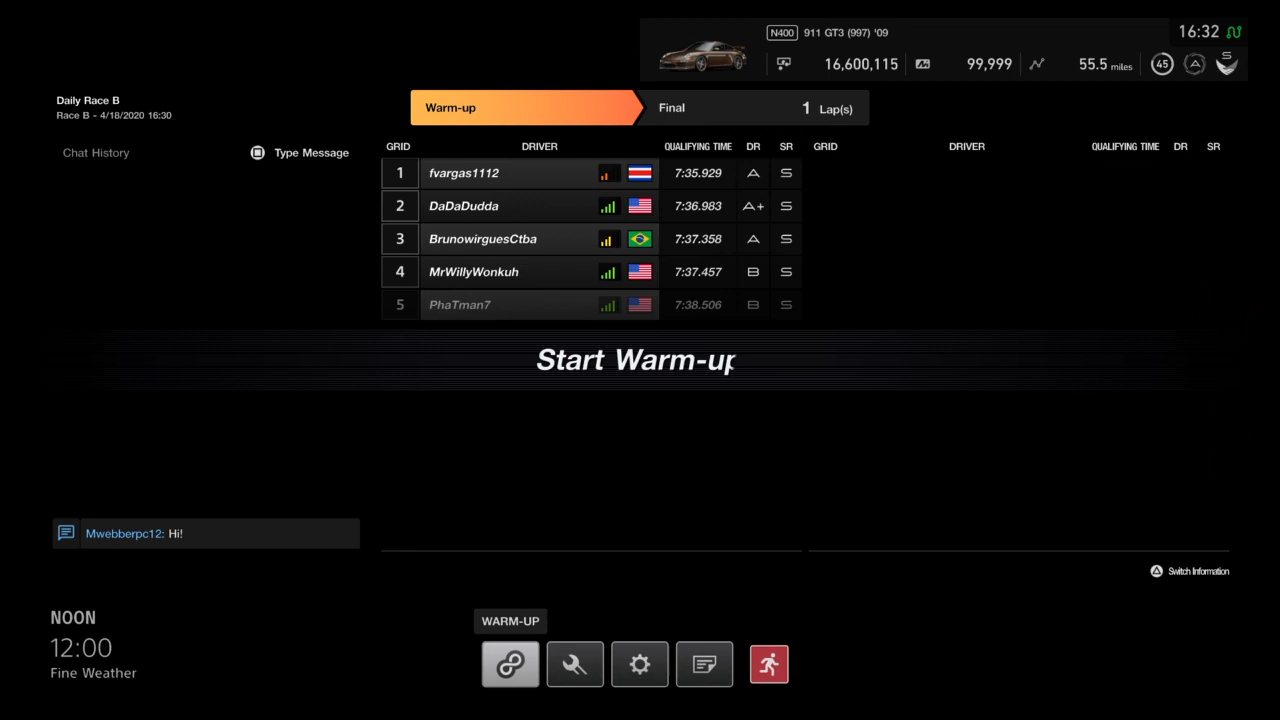 N400 911 GT3 (997) '09
16:32
16,600,115 99,999 55.5 miles 45 A S
Daily Race B
Race B - 4/18/2020 16:30
Warm-up Final 1 Lap(s)
Chat History Type Message
GRID DRIVER QUALIFYING TIME DR SR GRID DRIVER QUALIFYING TIME DR SR
1 fvargas1112 7:35.929 A S
2 DaDaDudda 7:36.983 A+ S
3 BrunowirguesCtba 7:37.358 A S
4 MrWillyWonkuh 7:37.457 B S
5 PhaTman7 7:38.506 B S
Start Warm-up
Mwebberpc12: Hi!
Switch Information
NOON
12:00
Fine Weather
WARM-UP